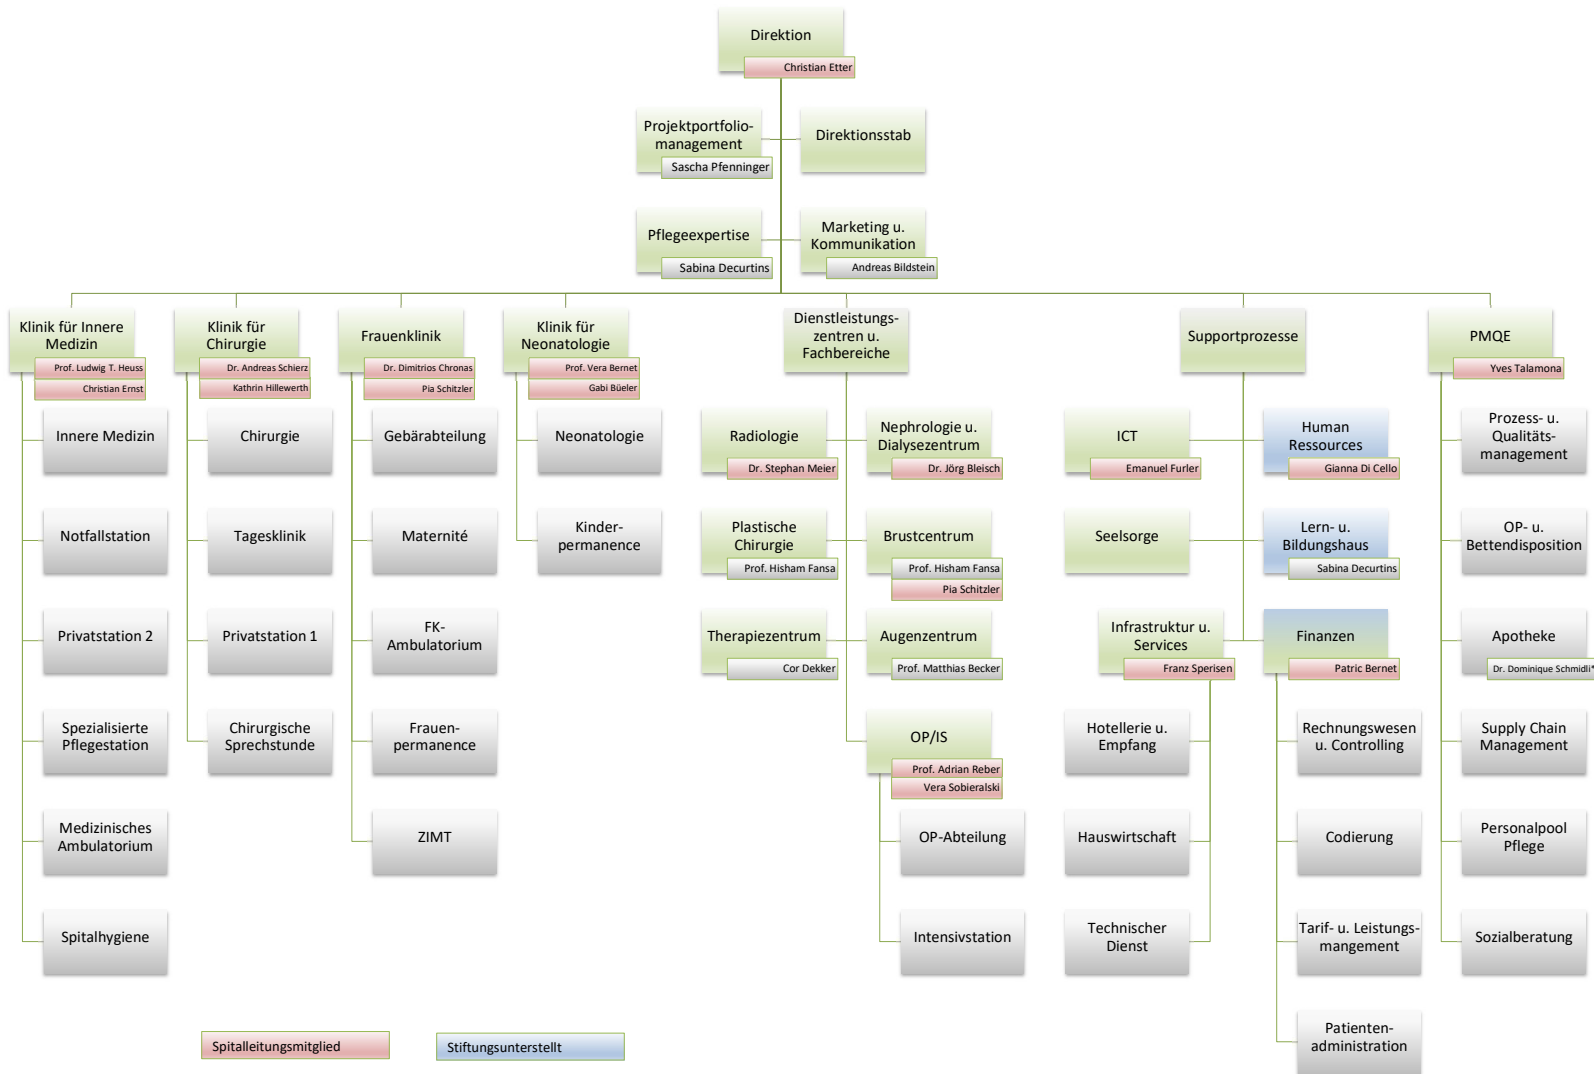 Direktion
Christian Etter
Projektportfolio-
management
Sascha Pfenninger
Direktionsstab
Pflegeexpertise
Sabina Decurtins
Marketing u.
Kommunikation
Andreas Bildstein
Klinik für Innere
Medizin
Prof. Ludwig T. Heuss
Christian Ernst
Innere Medizin
Notfallstation
Privatstation 2
Spezialisierte
Pflegestation
Medizinisches
Ambulatorium
Spitalhygiene
Klinik für
Chirurgie
Dr. Andreas Schierz
Kathrin Hillewerth
Chirurgie
Tagesklinik
Privatstation 1
Chirurgische
Sprechstunde
Frauenklinik
Dr. Dimitrios Chronas
Pia Schitzler
Gebärabteilung
Maternité
FK-
Ambulatorium
Frauen-
permanence
ZIMT
Klinik für
Neonatologie
Prof. Vera Bernet
Gabi Büeler
Neonatologie
Kinder-
permanence
Dienstleistungs-
zentren u.
Fachbereiche
Radiologie
Dr. Stephan Meier
Nephrologie u.
Dialysezentrum
Dr. Jörg Bleisch
Plastische
Chirurgie
Prof. Hisham Fansa
Brustcentrum
Prof. Hisham Fansa
Pia Schitzler
Therapiezentrum
Cor Dekker
Augenzentrum
Prof. Matthias Becker
OP/IS
Prof. Adrian Reber
Vera Sobieralski
OP-Abteilung
Intensivstation
Supportprozesse
ICT
Emanuel Furler
Human
Ressources
Gianna Di Cello
Seelsorge
Lern- u.
Bildungshaus
Sabina Decurtins
Infrastruktur u.
Services
Franz Sperisen
Finanzen
Patric Bernet
Hotellerie u.
Empfang
Hauswirtschaft
Technischer
Dienst
Rechnungswesen
u. Controlling
Codierung
Tarif- u. Leistungs-
mangement
Patienten-
administration
PMQE
Yves Talamona
Prozess- u.
Qualitäts-
management
OP- u.
Bettendisposition
Apotheke
Dr. Dominique Schmidli*
Supply Chain
Management
Personalpool
Pflege
Sozialberatung
Spitalleitungsmitglied
Stiftungsunterstellt